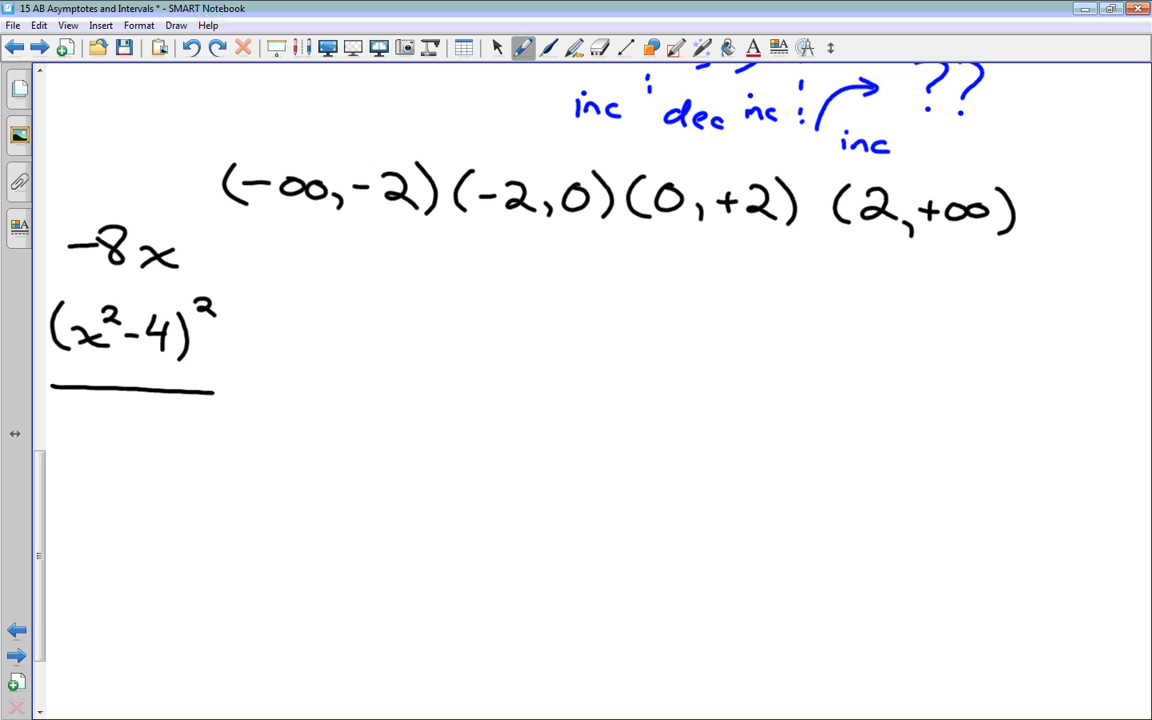 15 AB Asymptotes and Intervals * - SMART Notebook
File Edit View Insert Format Draw Help
inc dec inc inc ??
(-∞,-2) (-2,0) (0,+2) (2,+∞)
-8x
(x²-4)²